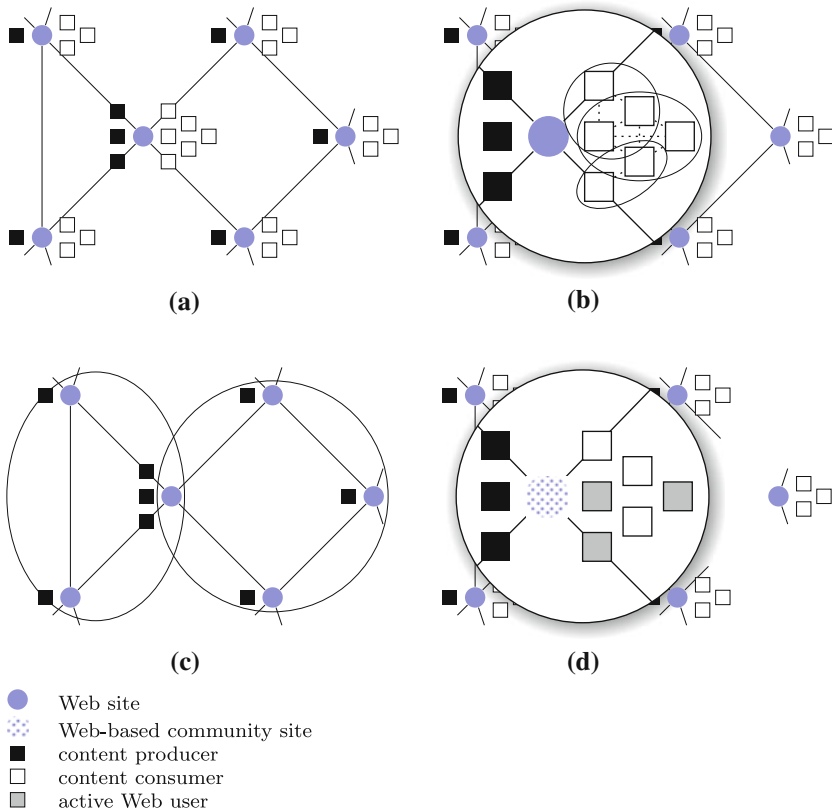 (a)
(b)
(c)
(d)
Web site
Web-based community site
content producer
content consumer
active Web user